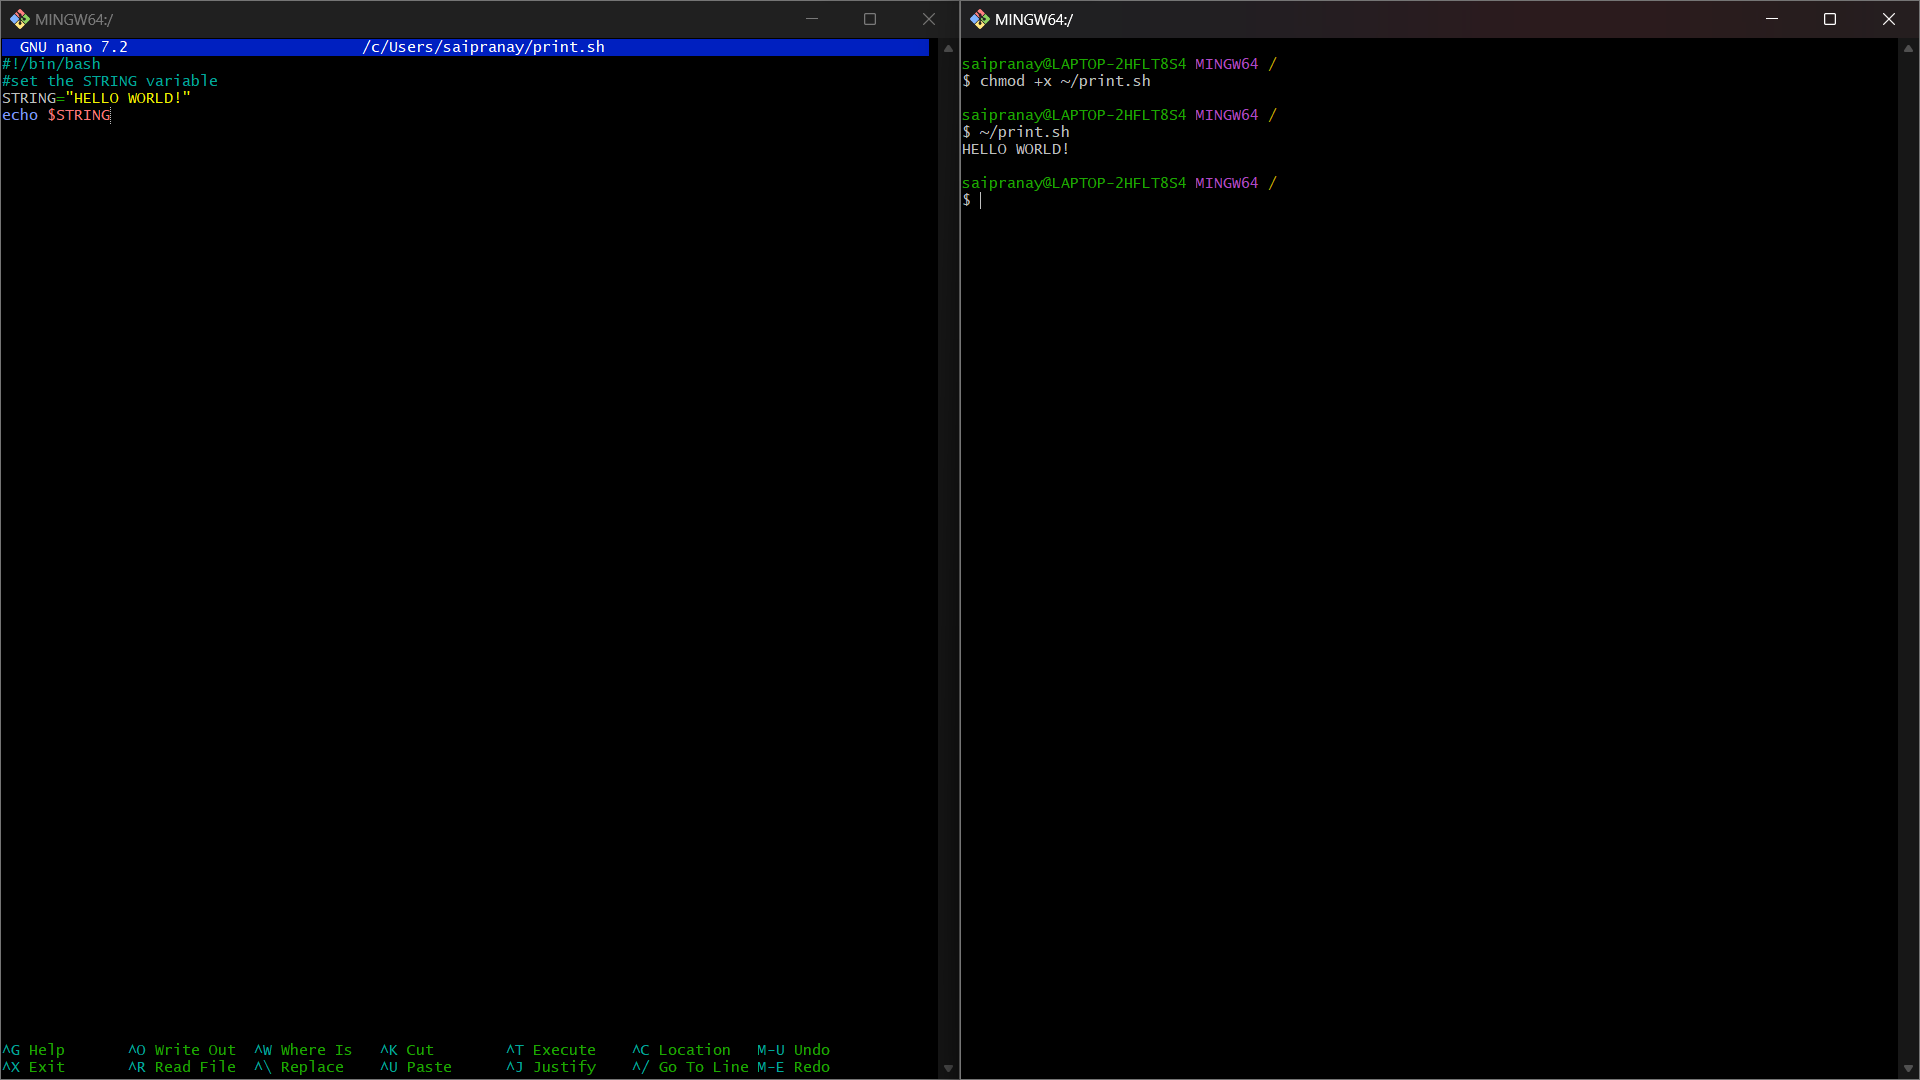 MINGW64:/
GNU nano 7.2 /c/Users/saipranay/print.sh
#!/bin/bash
#set the STRING variable
STRING="HELLO WORLD!"
echo $STRING
^G Help ^O Write Out ^W Where Is ^K Cut ^T Execute ^C Location M-U Undo
^X Exit ^R Read File ^\ Replace ^U Paste ^J Justify ^/ Go To Line M-E Redo
MINGW64:/
saipranay@LAPTOP-2HFLT8S4 MINGW64 /
$ chmod +x ~/print.sh
saipranay@LAPTOP-2HFLT8S4 MINGW64 /
$ ~/print.sh
HELLO WORLD!
saipranay@LAPTOP-2HFLT8S4 MINGW64 /
$